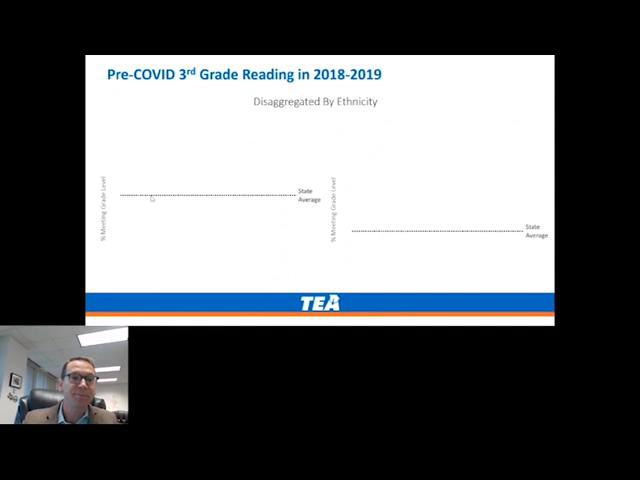 Pre-COVID 3rd Grade Reading in 2018-2019
Disaggregated By Ethnicity
% Meeting Grade Level
State
Average
% Meeting Grade Level
State
Average
TEA